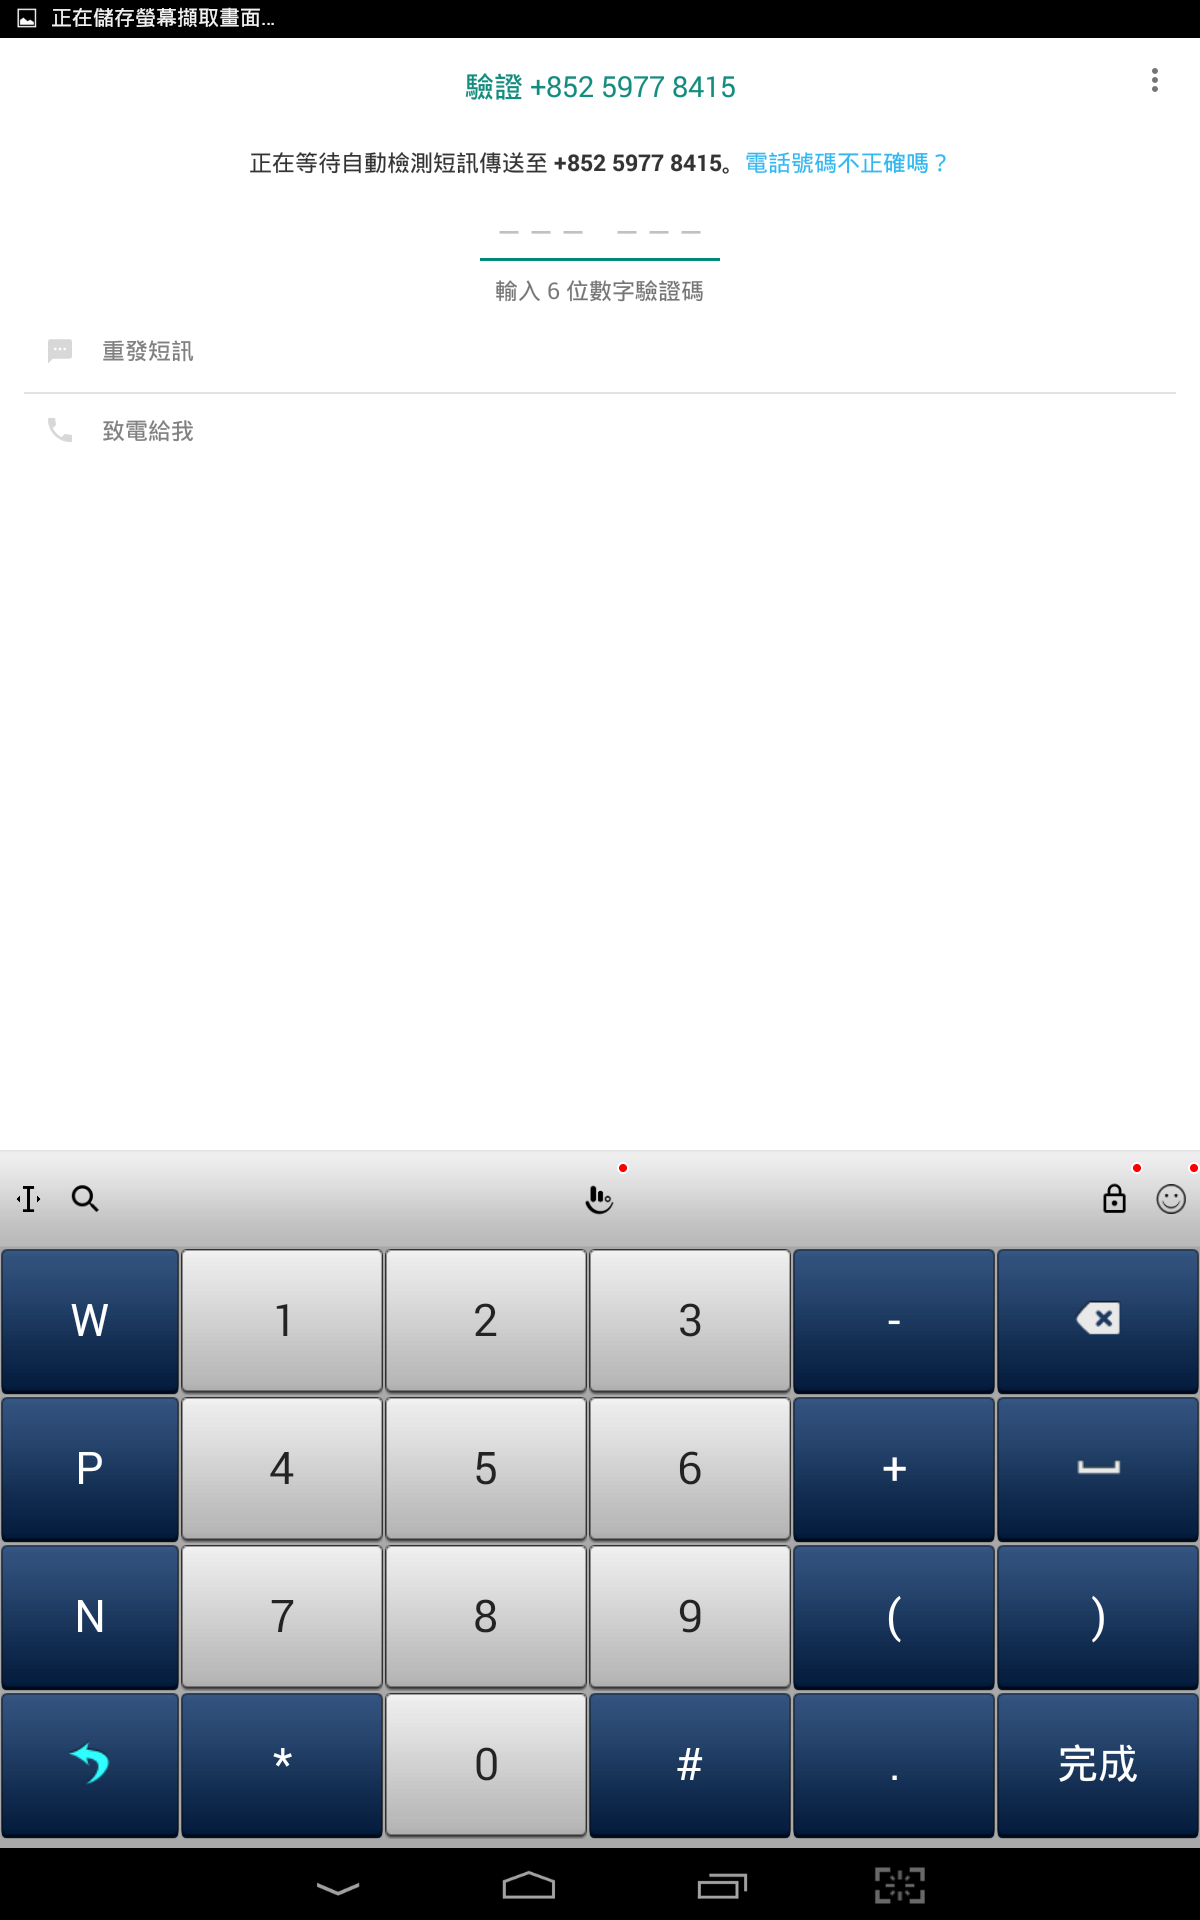 正在儲存螢幕擷取畫面...
驗證 +852 5977 8415
正在等待自動檢測短訊傳送至 +852 5977 8415。電話號碼不正確嗎？
輸入 6 位數字驗證碼
重發短訊
致電給我
W 1 2 3 -
P 4 5 6 +
N 7 8 9 ( )
* 0 # . 完成